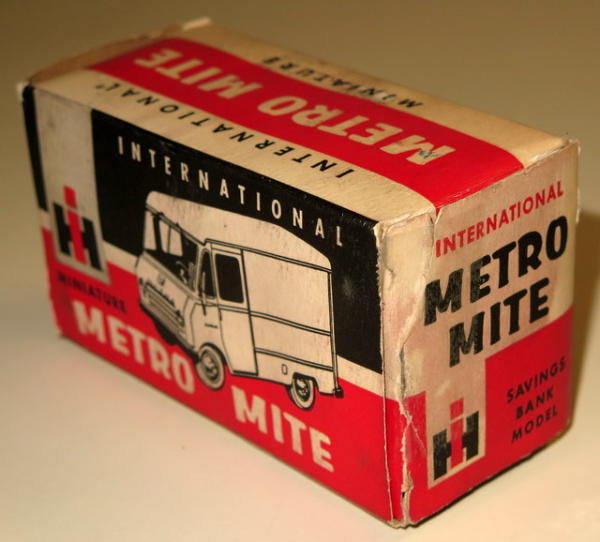 INTERNATIONAL
METRO MITE
MINIATURE
INTERNATIONAL
IH
MINIATURE
METRO MITE
INTERNATIONAL
METRO
MITE
IH
SAVINGS
BANK
MODEL